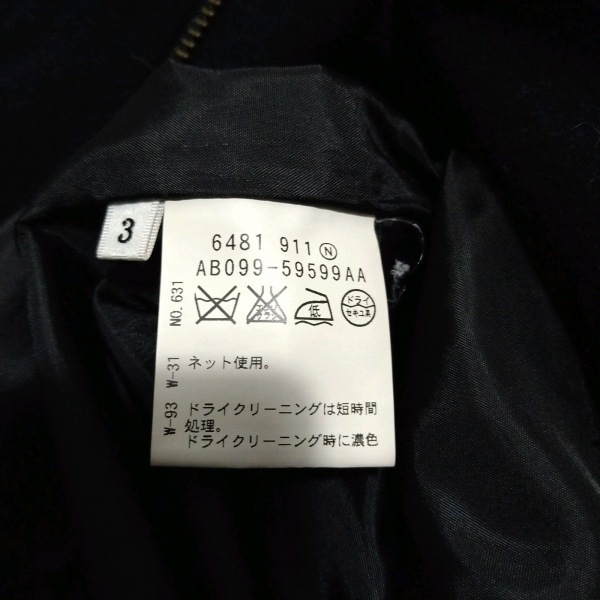 3
6481 911 Ⓝ
AB099-59599AA
低
ドライ
セキユ系
NO.631
W-31
ネット使用。
W-93
ドライクリーニングは短時間
処理。
ドライクリーニング時に濃色